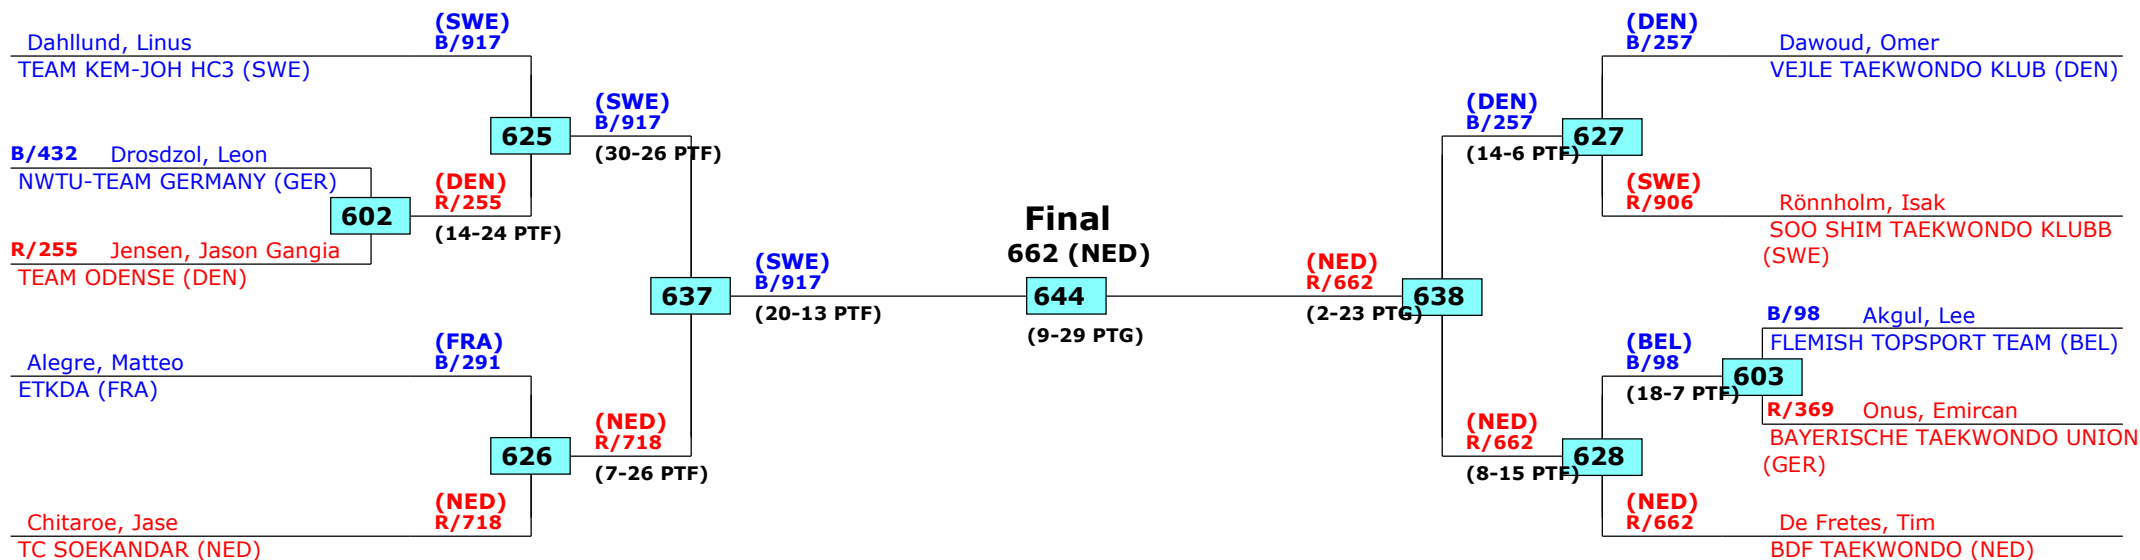 (SWE)
B/917
Dahllund, Linus
TEAM KEM-JOH HC3 (SWE)
(SWE)
B/917
625
(30-26 PTF)
B/432 Drosdzol, Leon
NWTU-TEAM GERMANY (GER)
(DEN)
R/255
602
(14-24 PTF)
R/255 Jensen, Jason Gangia
TEAM ODENSE (DEN)
(SWE)
B/917
637
(20-13 PTF)
(FRA)
B/291
Alegre, Matteo
ETKDA (FRA)
(NED)
R/718
626
(7-26 PTF)
(NED)
R/718
Chitaroe, Jase
TC SOEKANDAR (NED)
Final
662 (NED)
644
(9-29 PTG)
(DEN)
B/257
Dawoud, Omer
VEJLE TAEKWONDO KLUB (DEN)
(DEN)
B/257
627
(14-6 PTF)
(SWE)
R/906
Rönnholm, Isak
SOO SHIM TAEKWONDO KLUBB
(SWE)
(NED)
R/662
638
(2-23 PTG)
B/98 Akgul, Lee
FLEMISH TOPSPORT TEAM (BEL)
(BEL)
B/98
603
(18-7 PTF)
R/369 Onus, Emircan
BAYERISCHE TAEKWONDO UNION
(GER)
(NED)
R/662
628
(8-15 PTF)
(NED)
R/662
De Fretes, Tim
BDF TAEKWONDO (NED)